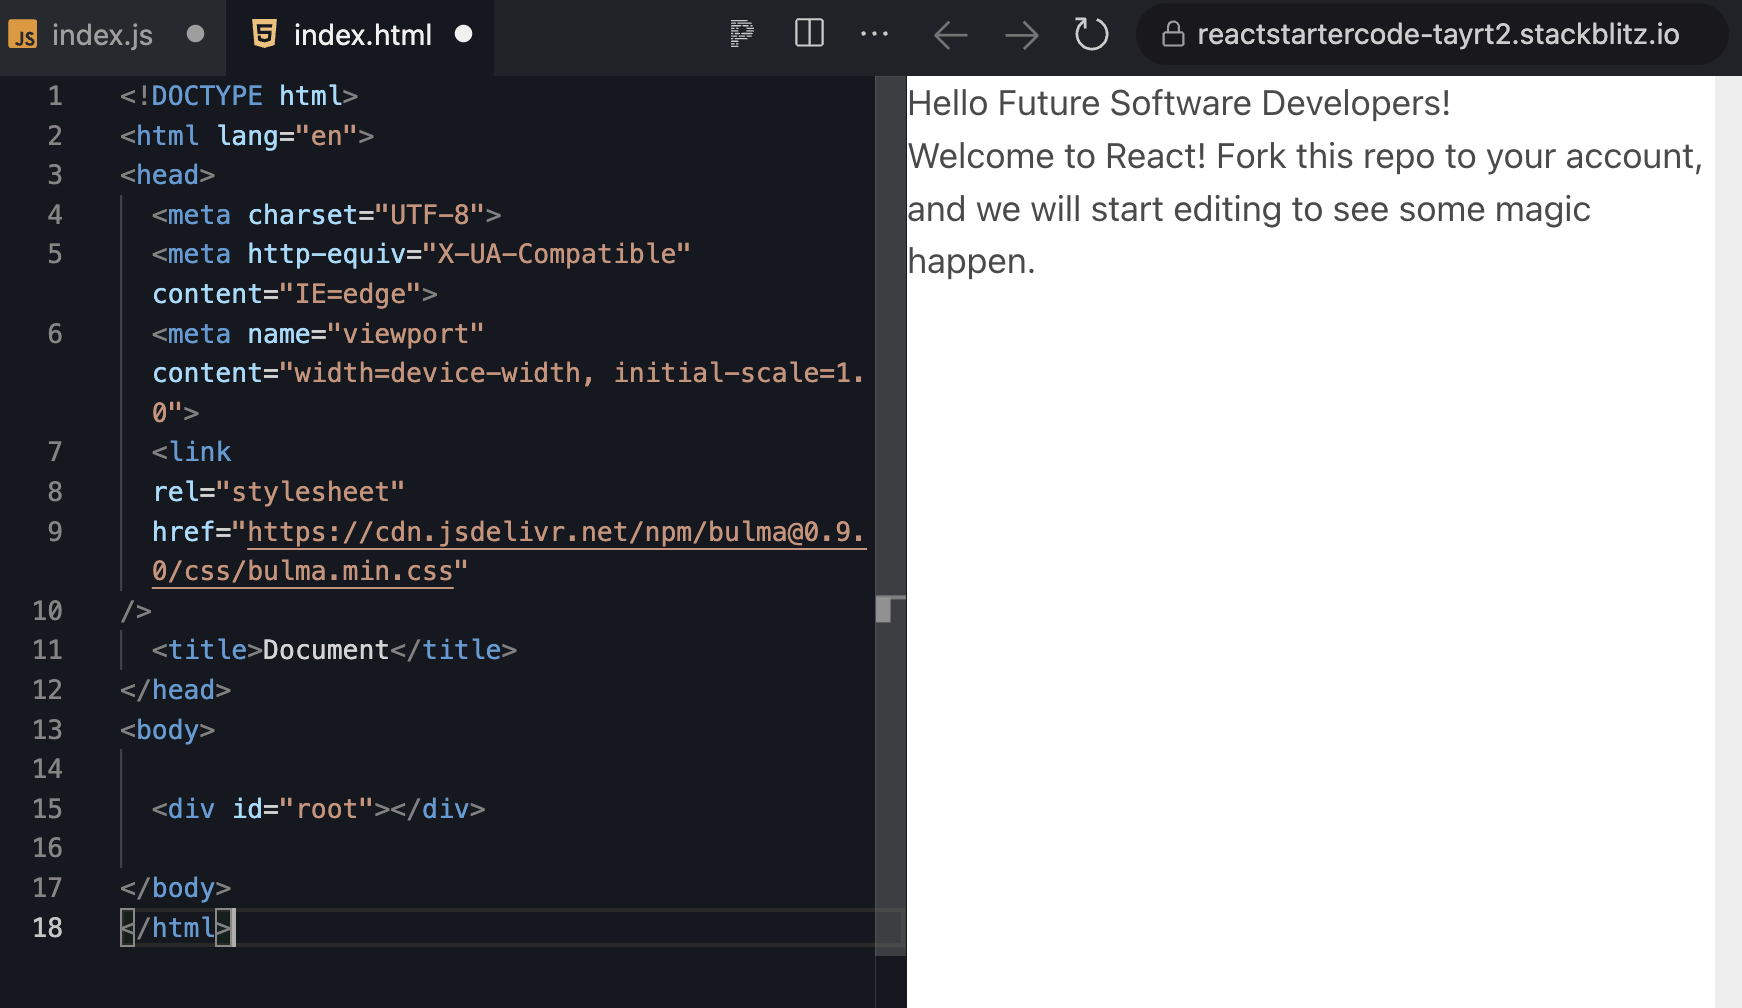 JS index.js
5 index.html
reactstartercode-tayrt2.stackblitz.io
1 <!DOCTYPE html>
2 <html lang="en">
3 <head>
4 <meta charset="UTF-8">
5 <meta http-equiv="X-UA-Compatible"
content="IE=edge">
6 <meta name="viewport"
content="width=device-width, initial-scale=1.
0">
7 <link
8 rel="stylesheet"
9 href="https://cdn.jsdelivr.net/npm/bulma@0.9.
0/css/bulma.min.css"
10 />
11 <title>Document</title>
12 </head>
13 <body>
14
15 <div id="root"></div>
16
17 </body>
18 </html>
Hello Future Software Developers!
Welcome to React! Fork this repo to your account,
and we will start editing to see some magic
happen.